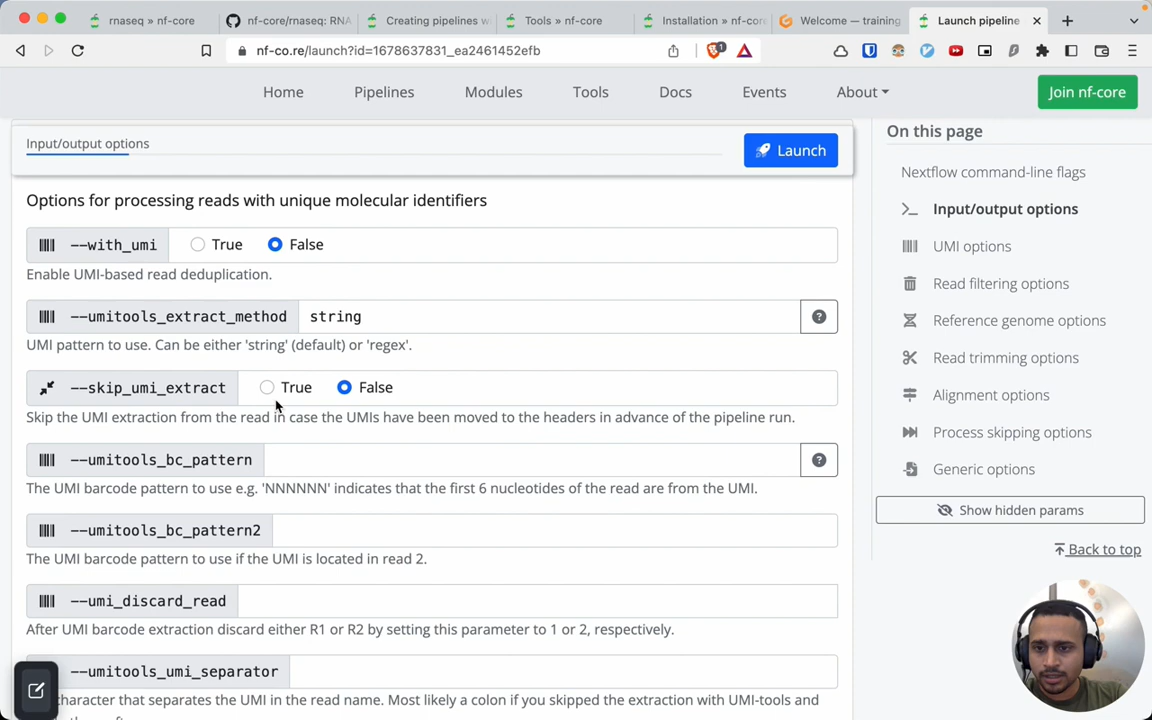 rnaseq » nf-core
nf-core/rnaseq: RNA
Creating pipelines w
Tools » nf-core
Installation » nf-cor
Welcome — training
Launch pipeline
nf-co.re/launch?id=1678637831_ea2461452efb
1
Home
Pipelines
Modules
Tools
Docs
Events
About
Join nf-core
Input/output options
Launch
Options for processing reads with unique molecular identifiers
--with_umi True False
Enable UMI-based read deduplication.
--umitools_extract_method string
UMI pattern to use. Can be either 'string' (default) or 'regex'.
--skip_umi_extract True False
Skip the UMI extraction from the read in case the UMIs have been moved to the headers in advance of the pipeline run.
--umitools_bc_pattern
The UMI barcode pattern to use e.g. 'NNNNNN' indicates that the first 6 nucleotides of the read are from the UMI.
--umitools_bc_pattern2
The UMI barcode pattern to use if the UMI is located in read 2.
--umi_discard_read
After UMI barcode extraction discard either R1 or R2 by setting this parameter to 1 or 2, respectively.
--umitools_umi_separator
character that separates the UMI in the read name. Most likely a colon if you skipped the extraction with UMI-tools and
On this page
Nextflow command-line flags
Input/output options
UMI options
Read filtering options
Reference genome options
Read trimming options
Alignment options
Process skipping options
Generic options
Show hidden params
Back to top